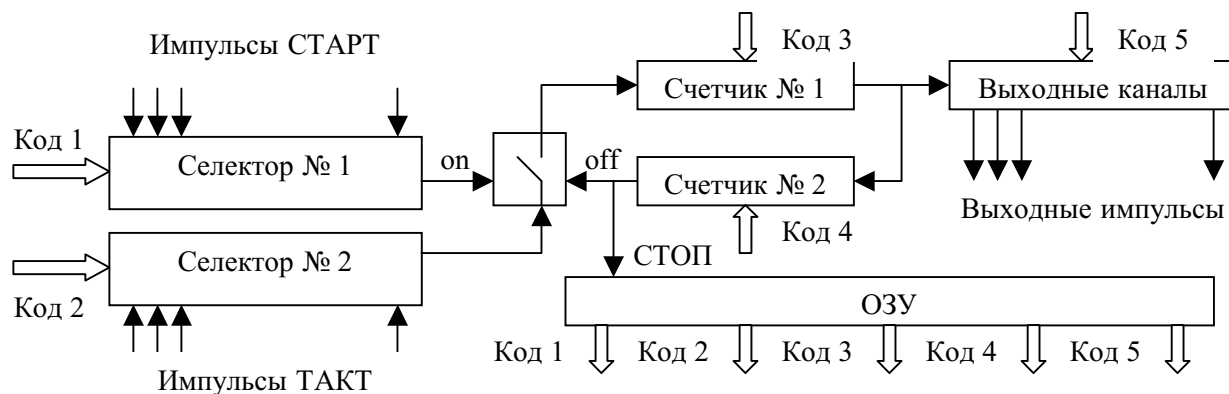 Импульсы СТАРТ
Код 3
Код 5
Счетчик № 1
Выходные каналы
Код 1
Селектор № 1
on
off
Счетчик № 2
Выходные импульсы
Код 4
Селектор № 2
СТОП
Код 2
ОЗУ
Код 1
Код 2
Код 3
Код 4
Код 5
Импульсы ТАКТ